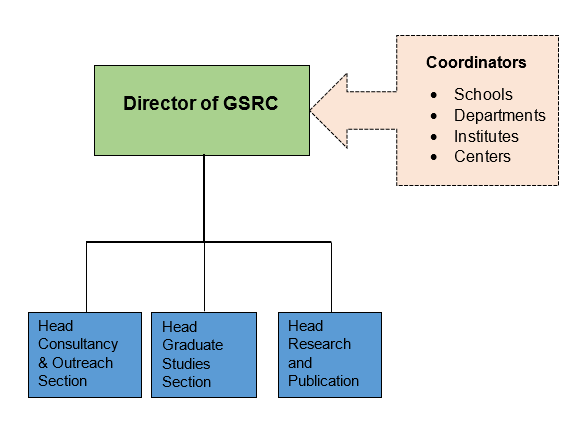 Director of GSRC
Coordinators
• Schools
• Departments
• Institutes
• Centers
Head
Consultancy
& Outreach
Section
Head
Graduate
Studies
Section
Head
Research
and
Publication